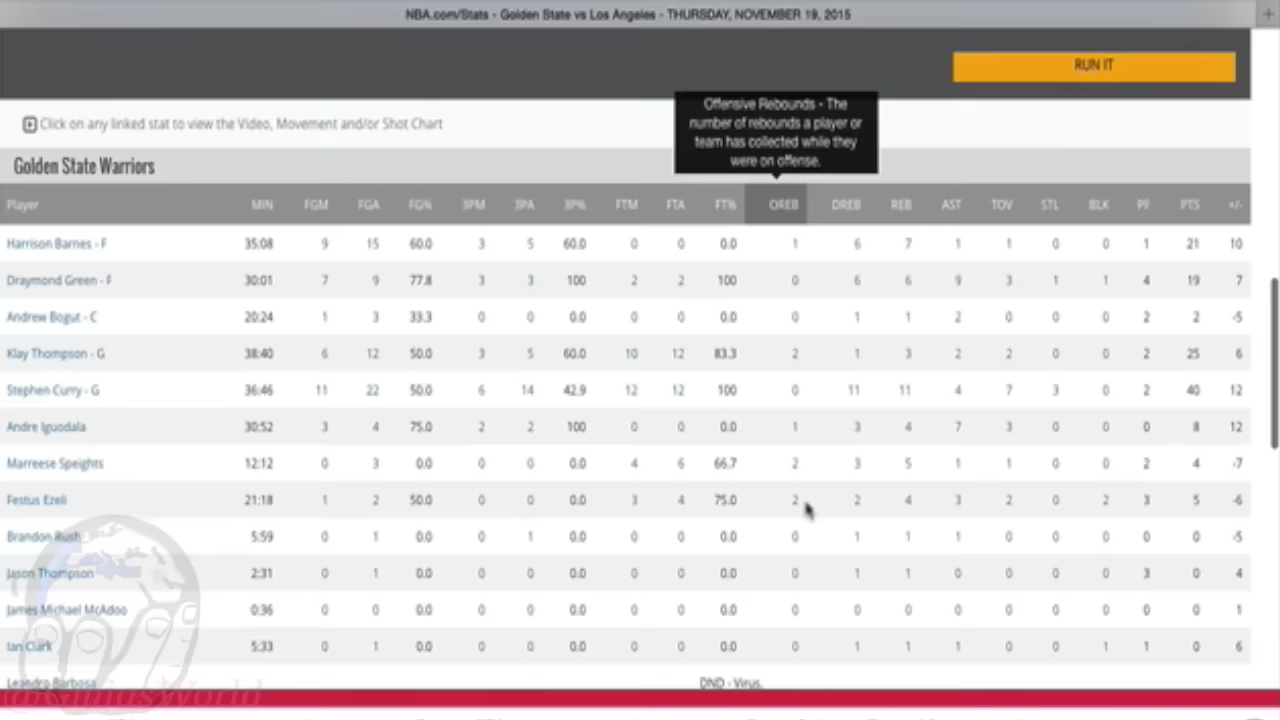 NBA.com/Stats - Golden State vs Los Angeles - THURSDAY, NOVEMBER 19, 2015
RUN IT
Offensive Rebounds - The
number of rebounds a player or
team has collected while they
were on offense.
Click on any linked stat to view the Video, Movement and/or Shot Chart
Golden State Warriors
Player MIN FGM FGA FG% 3PM 3PA 3P% FTM FTA FT% OREB DREB REB AST TOV STL BLK PF PTS +/-
Harrison Barnes - F 35:08 9 15 60.0 3 5 60.0 0 0 0.0 1 6 7 1 1 0 0 1 21 10
Draymond Green - F 30:01 7 9 77.8 3 3 100 2 2 100 0 6 6 9 3 1 1 4 19 7
Andrew Bogut - C 20:24 1 3 33.3 0 0 0.0 0 0 0.0 0 1 1 2 0 0 0 2 2 -5
Klay Thompson - G 38:40 6 12 50.0 3 5 60.0 10 12 83.3 2 1 3 2 2 0 0 2 25 6
Stephen Curry - G 36:46 11 22 50.0 6 14 42.9 12 12 100 0 11 11 4 7 3 0 2 40 12
Andre Iguodala 30:52 3 4 75.0 2 2 100 0 0 0.0 1 3 4 7 3 0 0 0 8 12
Marreese Speights 12:12 0 3 0.0 0 0 0.0 4 6 66.7 2 3 5 1 1 0 0 2 4 -7
Festus Ezeli 21:18 1 2 50.0 0 0 0.0 3 4 75.0 2 2 4 3 2 0 2 3 5 -6
Brandon Rush 5:59 0 1 0.0 0 1 0.0 0 0 0.0 0 1 1 1 0 0 0 0 0 -5
Jason Thompson 2:31 0 1 0.0 0 0 0.0 0 0 0.0 0 1 1 0 0 0 0 3 0 4
James Michael McAdoo 0:36 0 0 0.0 0 0 0.0 0 0 0.0 0 0 0 0 0 0 0 0 0 1
Ian Clark 5:33 0 1 0.0 0 0 0.0 0 0 0.0 0 1 1 1 0 0 1 1 0 6
Leandro Barbosa DND - Virus.